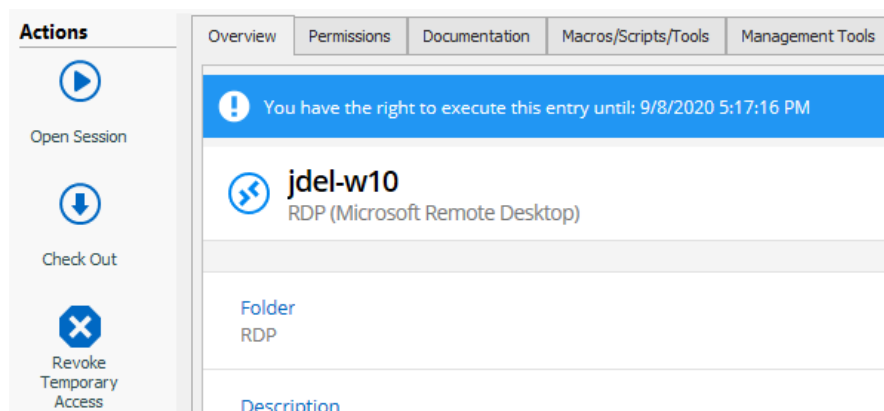 Actions
Open Session
Check Out
Revoke
Temporary
Access
Overview
Permissions
Documentation
Macros/Scripts/Tools
Management Tools
You have the right to execute this entry until: 9/8/2020 5:17:16 PM
jdel-w10
RDP (Microsoft Remote Desktop)
Folder
RDP
Description